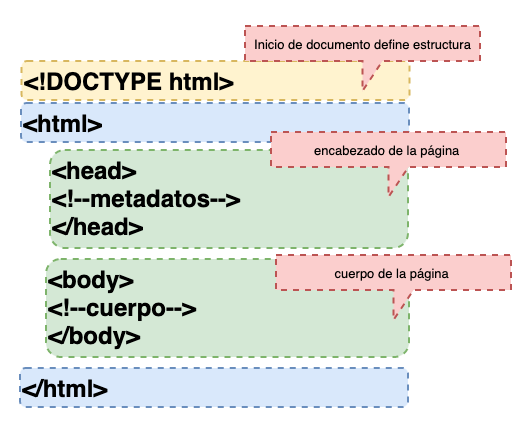 Inicio de documento define estructura
<!DOCTYPE html>
<html>
encabezado de la página
<head>
<!--metadatos-->
</head>
cuerpo de la página
<body>
<!--cuerpo-->
</body>
</html>